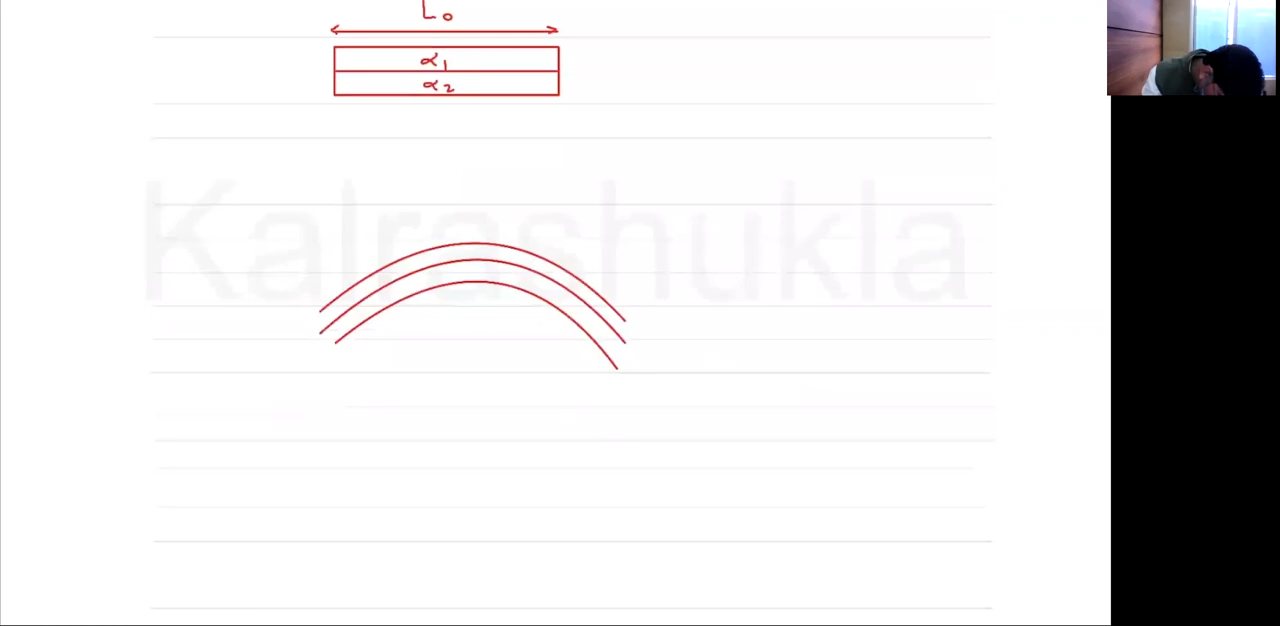 L₀
α₁
α₂
Kalrashukla